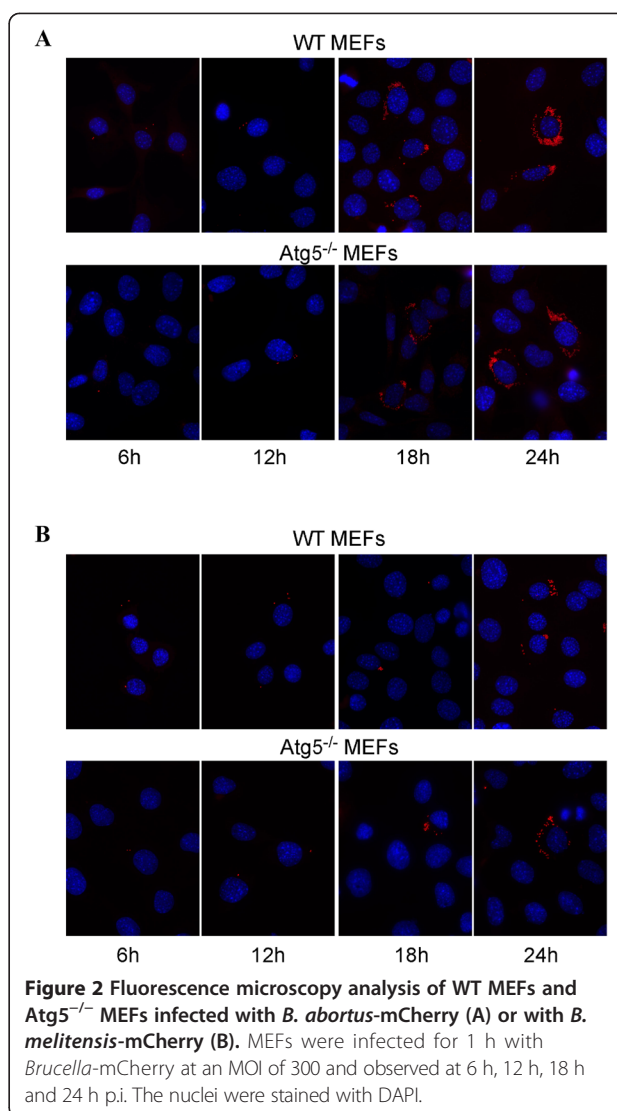 A
WT MEFs
Atg5-/- MEFs
6h 12h 18h 24h
B
WT MEFs
Atg5-/- MEFs
6h 12h 18h 24h
Figure 2 Fluorescence microscopy analysis of WT MEFs and
Atg5−/− MEFs infected with B. abortus-mCherry (A) or with B.
melitensis-mCherry (B). MEFs were infected for 1 h with
Brucella-mCherry at an MOI of 300 and observed at 6 h, 12 h, 18 h
and 24 h p.i. The nuclei were stained with DAPI.